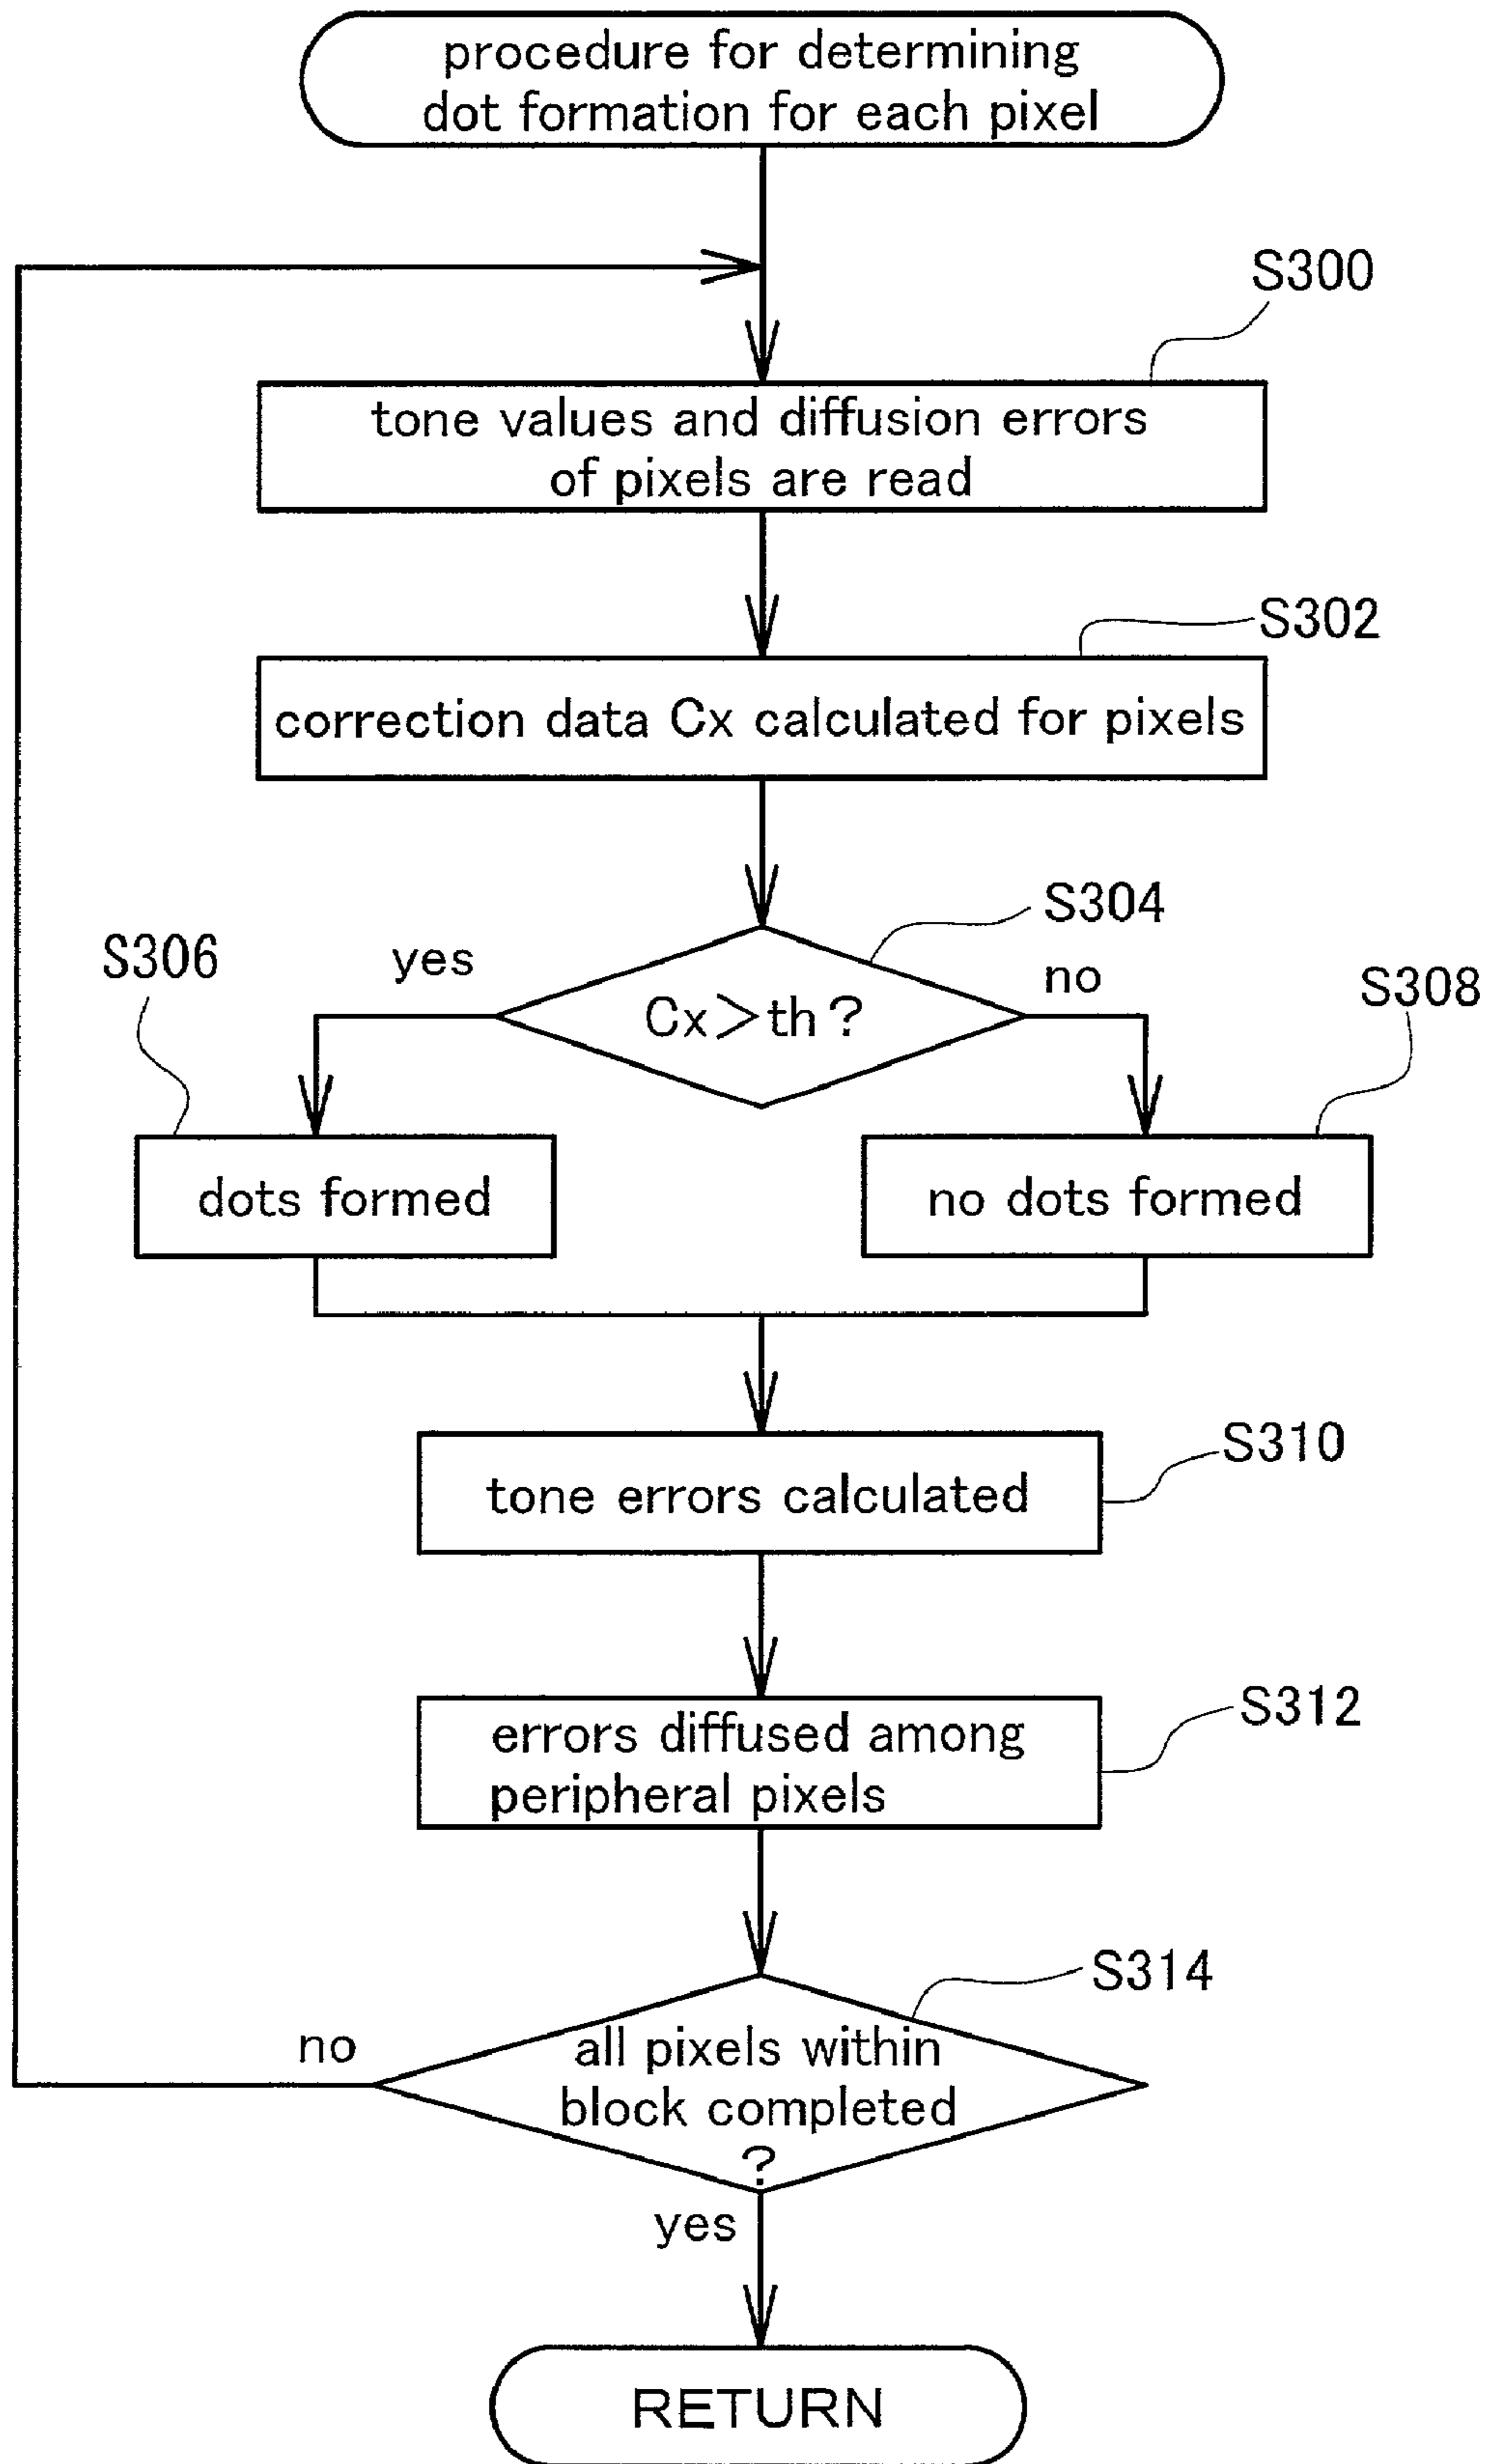 procedure for determining
dot formation for each pixel
S300
tone values and diffusion errors
of pixels are read
S302
correction data Cx calculated for pixels
S304
S306
yes
no
S308
Cx>th?
dots formed
no dots formed
S310
tone errors calculated
S312
errors diffused among
peripheral pixels
S314
no
all pixels within
block completed
?
yes
RETURN